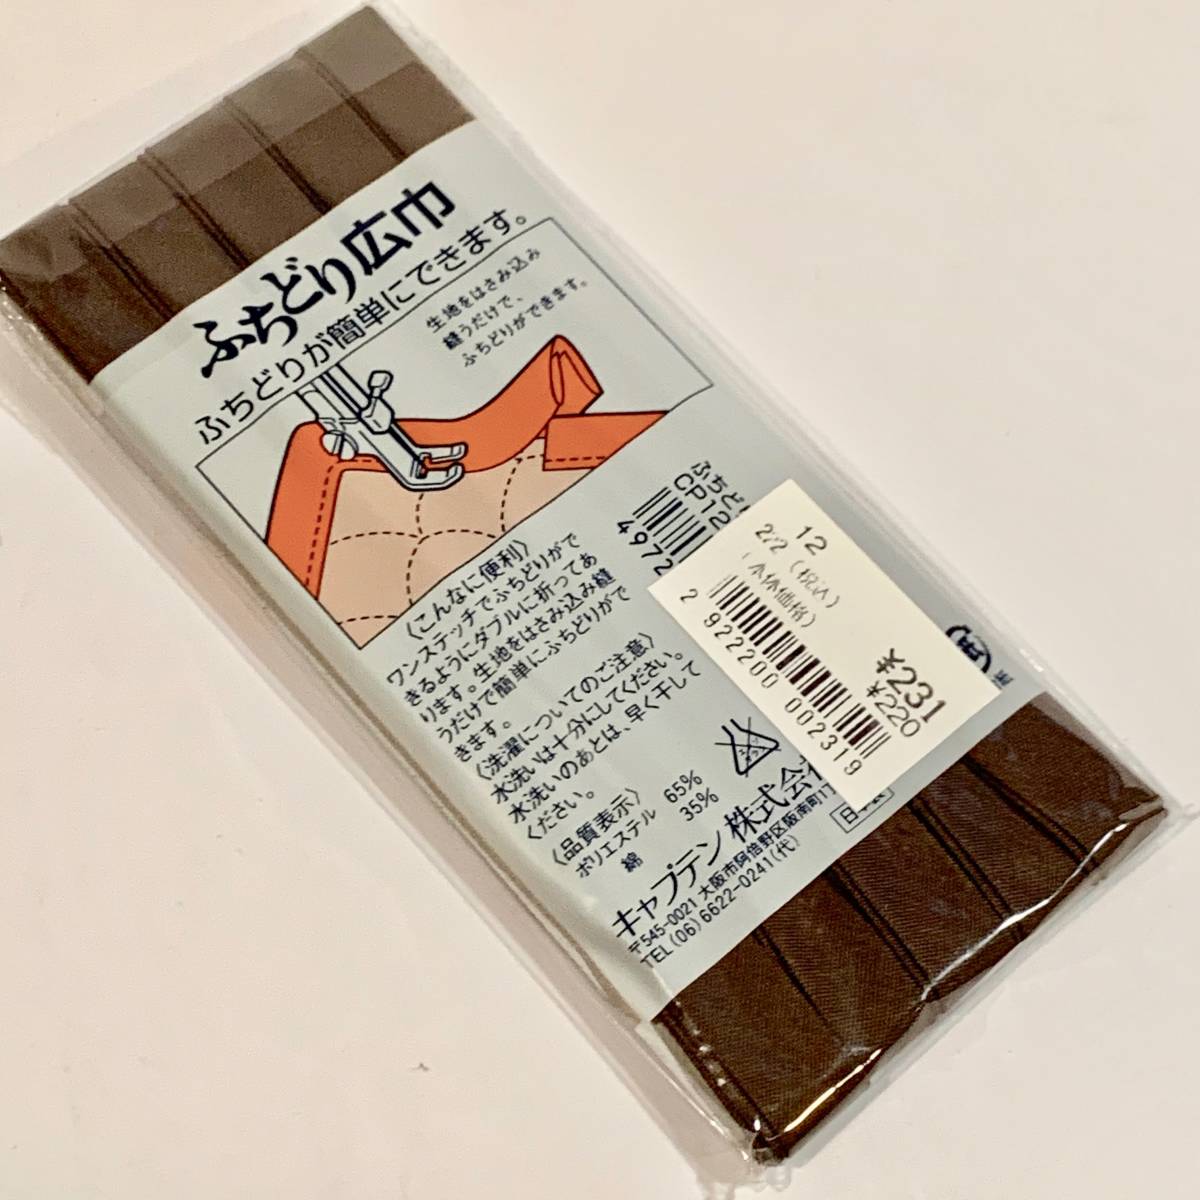 ふちどり広巾
ふちどりが簡単にできます。
生地をはさみ込み
縫うだけで、
ふちどりができます。
〈こんなに便利〉
ワンステッチでふちどりがで
きるようにダブルに折ってあ
ります。生地をはさみ込み縫
うだけで簡単にふちどりがで
きます。
〈洗濯についてのご注意〉
水洗いは十分にしてください。
水洗いのあとは、早く干して
ください。
〈品質表示〉
ポリエステル 65%
綿 35%
キャプテン株式会
〒545-0021 大阪市阿倍野区阪南町1丁
TEL(06)6622-0241(代)
ふちど
CP12
4972
12
222 (税込)
(本体価格)
2 922200 002319
231
220